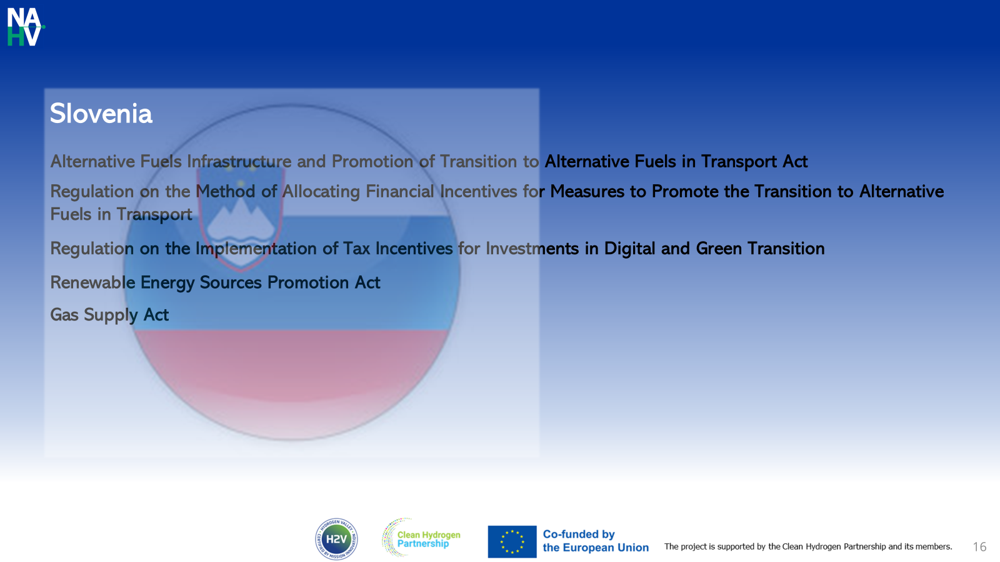 NA
HV
Slovenia
Alternative Fuels Infrastructure and Promotion of Transition to Alternative Fuels in Transport Act
Regulation on the Method of Allocating Financial Incentives for Measures to Promote the Transition to Alternative
Fuels in Transport
Regulation on the Implementation of Tax Incentives for Investments in Digital and Green Transition
Renewable Energy Sources Promotion Act
Gas Supply Act
HYDROGEN VALLEY
H2V
CERTIFIED BY MISSION INNOVATION
Clean Hydrogen
Partnership
Co-funded by
the European Union
The project is supported by the Clean Hydrogen Partnership and its members.
16